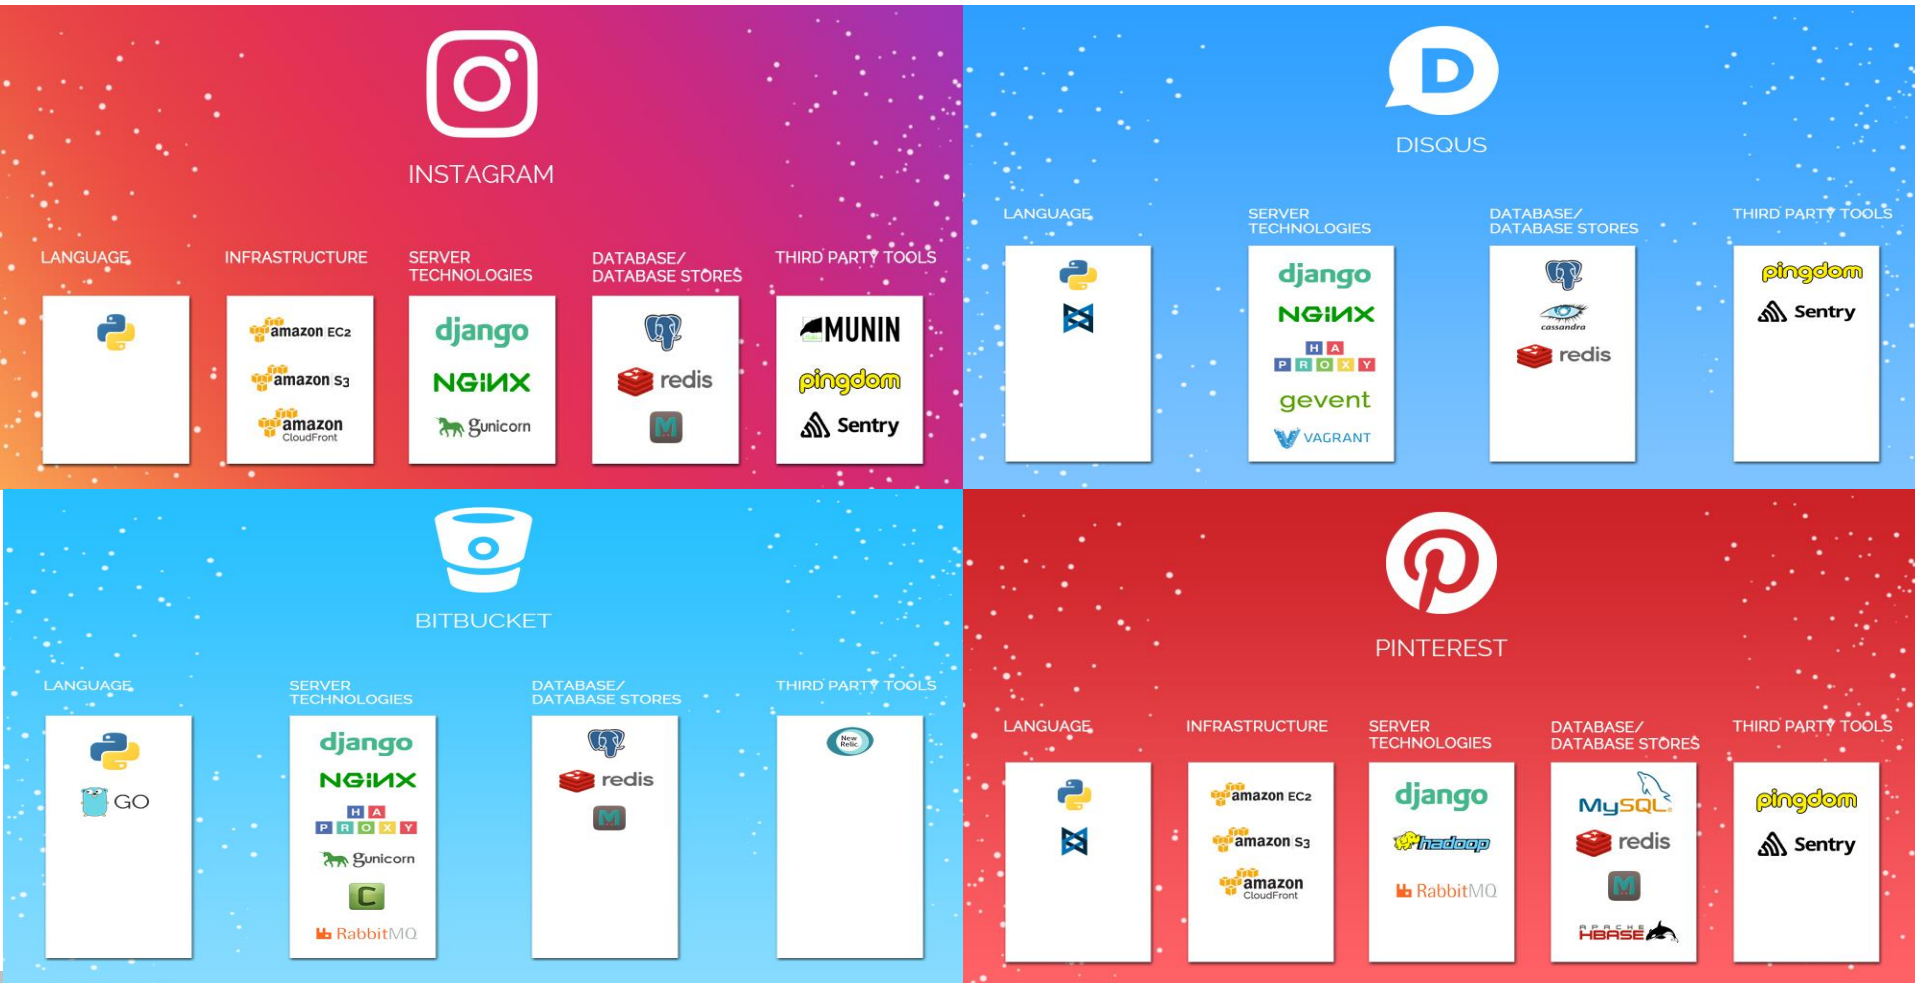 INSTAGRAM
LANGUAGE
INFRASTRUCTURE
SERVER
TECHNOLOGIES
DATABASE/
DATABASE STORES
THIRD PARTY TOOLS
amazon EC2
amazon S3
amazon
CloudFront
django
NGINX
gunicorn
redis
M
MUNIN
pingdom
Sentry
D
DISQUS
LANGUAGE
SERVER
TECHNOLOGIES
DATABASE/
DATABASE STORES
THIRD PARTY TOOLS
django
NGINX
HA
PROXY
gevent
VAGRANT
cassandra
redis
pingdom
Sentry
BITBUCKET
LANGUAGE
SERVER
TECHNOLOGIES
DATABASE/
DATABASE STORES
THIRD PARTY TOOLS
GO
django
NGINX
HA
PROXY
gunicorn
C
RabbitMQ
redis
M
New
Relic
PINTEREST
LANGUAGE
INFRASTRUCTURE
SERVER
TECHNOLOGIES
DATABASE/
DATABASE STORES
THIRD PARTY TOOLS
amazon EC2
amazon S3
amazon
CloudFront
django
hadoop
RabbitMQ
MySQL
redis
M
APACHE
HBASE
pingdom
Sentry